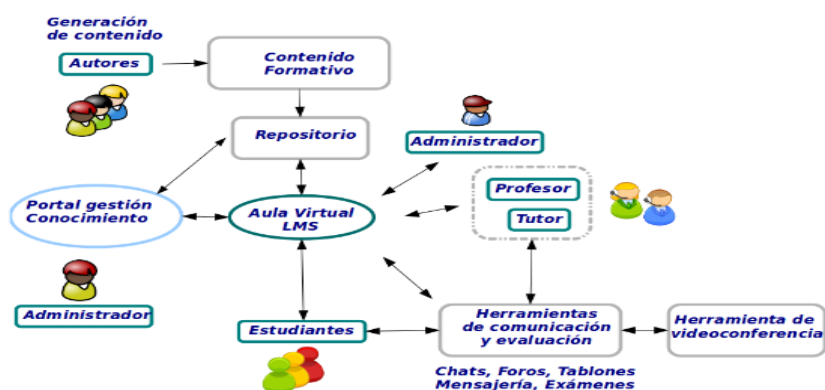 Generación
de contenido
Autores
Contenido
Formativo
Repositorio
Administrador
Profesor
Tutor
Portal gestión
Conocimiento
Aula Virtual
LMS
Administrador
Estudiantes
Herramientas
de comunicación
y evaluación
Herramienta de
videoconferencia
Chats, Foros, Tablones
Mensajería, Exámenes